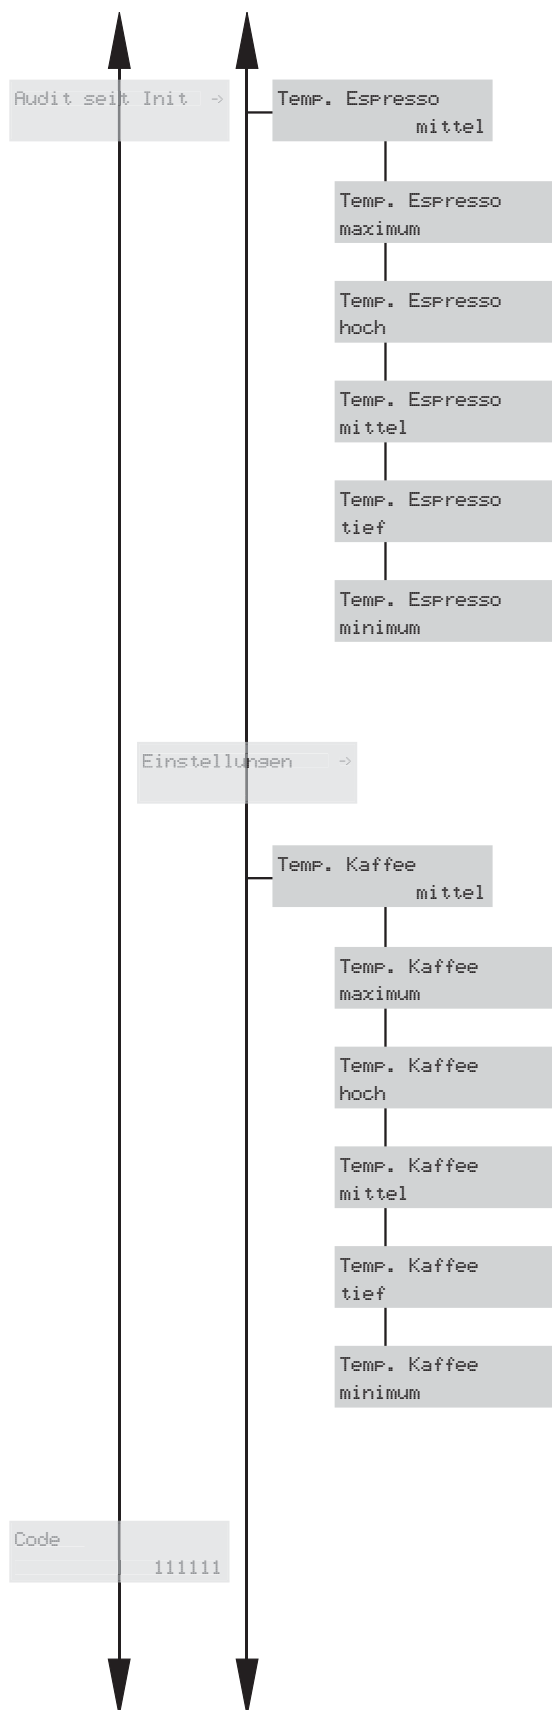 Audit seit Init ->
Temp. Espresso
mittel
Temp. Espresso
maximum
Temp. Espresso
hoch
Temp. Espresso
mittel
Temp. Espresso
tief
Temp. Espresso
minimum
Einstellungen ->
Temp. Kaffee
mittel
Temp. Kaffee
maximum
Temp. Kaffee
hoch
Temp. Kaffee
mittel
Temp. Kaffee
tief
Temp. Kaffee
minimum
Code
111111